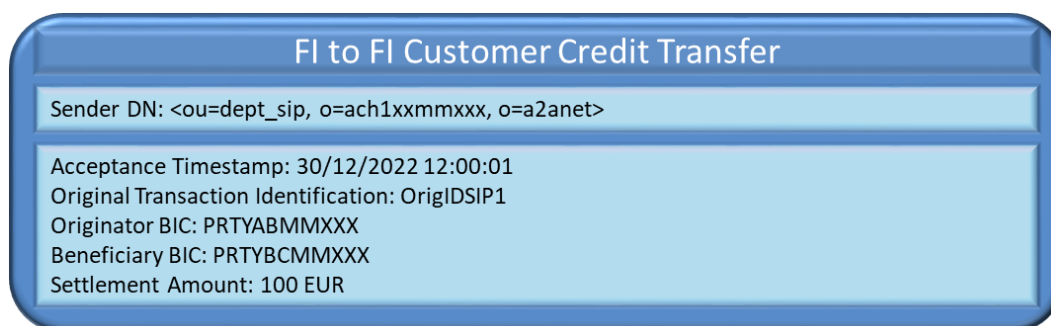 FI to FI Customer Credit Transfer
Sender DN: <ou=dept_sip, o=ach1xxmmxxx, o=a2anet>
Acceptance Timestamp: 30/12/2022 12:00:01
Original Transaction Identification: OrigIDSIP1
Originator BIC: PRTYABMMXXX
Beneficiary BIC: PRTYBCMMXXX
Settlement Amount: 100 EUR